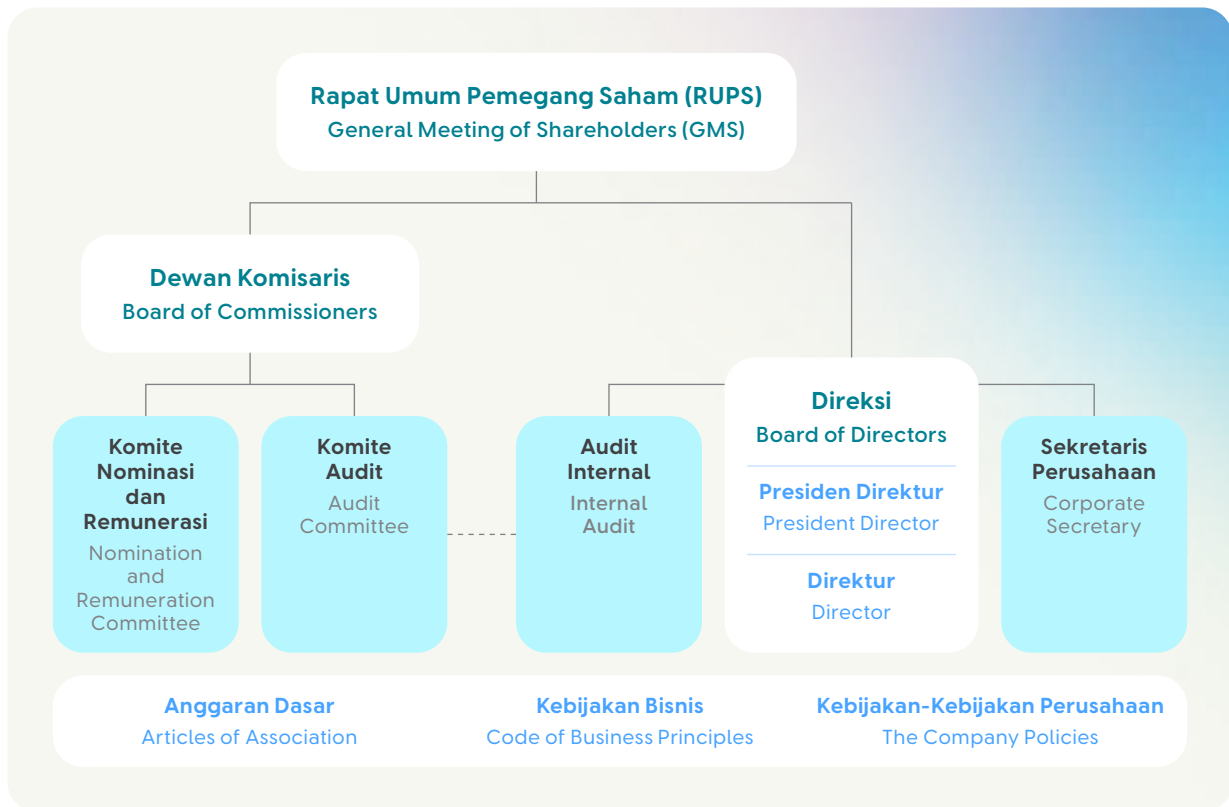 Rapat Umum Pemegang Saham (RUPS)
General Meeting of Shareholders (GMS)
Dewan Komisaris
Board of Commissioners
Komite
Nominasi
dan
Remunerasi
Nomination
and
Remuneration
Committee
Komite
Audit
Audit
Committee
Audit
Internal
Internal
Audit
Direksi
Board of Directors
Presiden Direktur
President Director
Direktur
Director
Sekretaris
Perusahaan
Corporate
Secretary
Anggaran Dasar
Articles of Association
Kebijakan Bisnis
Code of Business Principles
Kebijakan-Kebijakan Perusahaan
The Company Policies